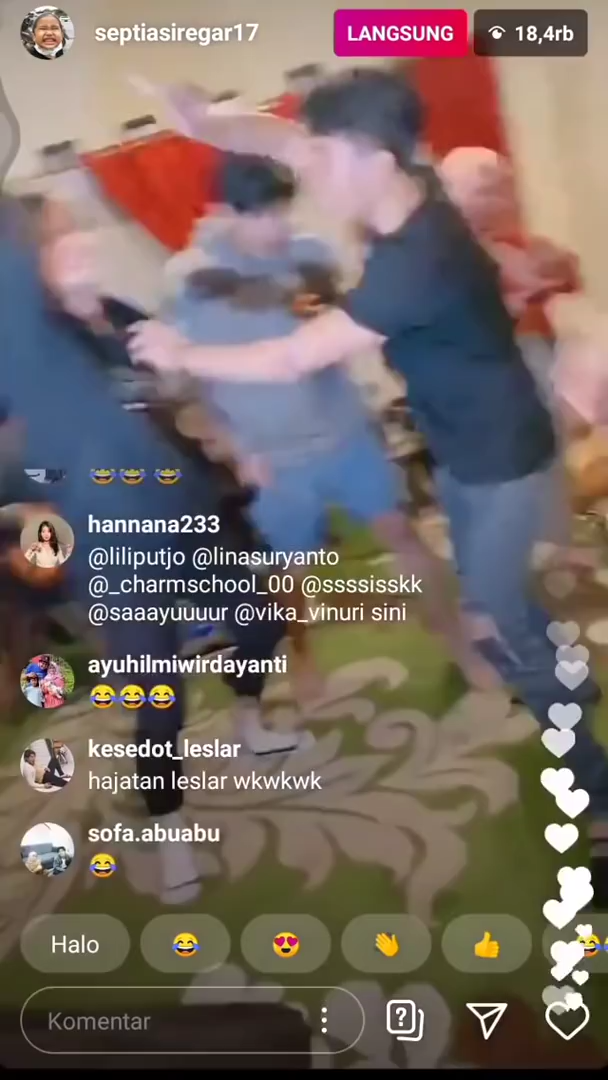 septiasiregar17
LANGSUNG
18,4rb
😂😂😂
hannana233
@liliputjo @linasuryanto
@_charmschool_00 @ssssisskk
@saaayuuuur @vika_vinuri sini
ayuhilmiwirdayanti
😂😂😂
kesedot_leslar
hajatan leslar wkwkwk
sofa.abuabu
😂
Halo 😂 😍 👏 👍 😂
Komentar